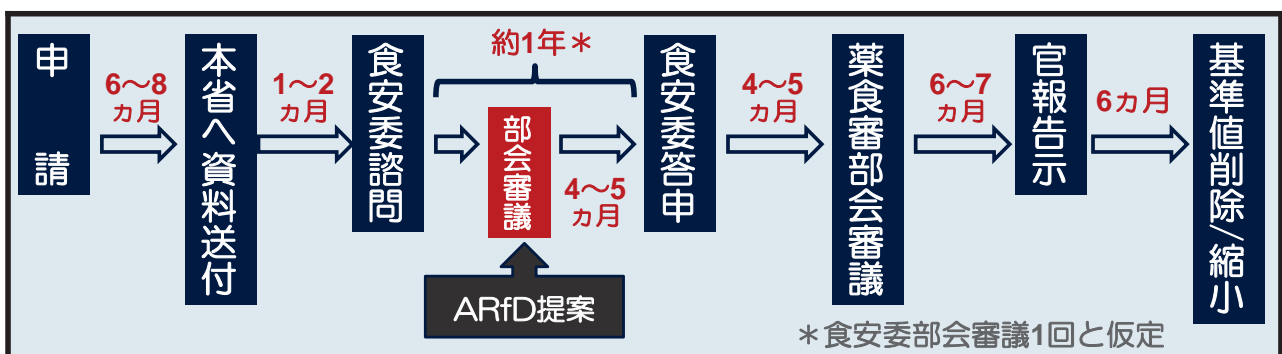 申請
6～8
カ月
本省へ資料送付
1～2
カ月
食安委諮問
約1年＊
部会審議
4～5
カ月
食安委答申
4～5
カ月
薬食審部会審議
6～7
カ月
官報告示
6カ月
基準値削除/縮小
ARfD提案
＊食安委部会審議1回と仮定